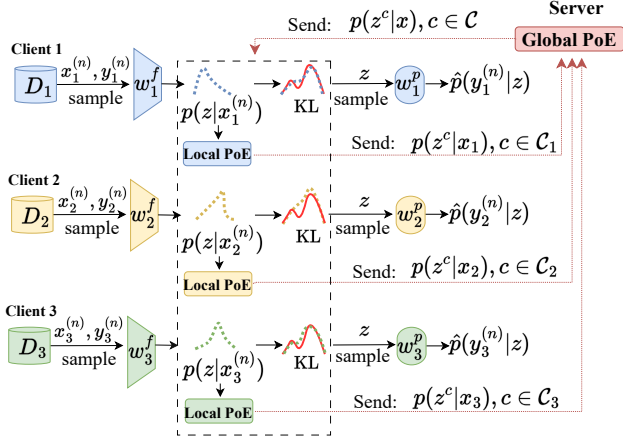 Server
Send: p(z^c|x), c ∈ C
Global PoE
Client 1
D_1
x_1^{(n)}, y_1^{(n)}
sample
w_1^f
p(z|x_1^{(n)})
KL
z
sample
w_1^p
p̂(y_1^{(n)}|z)
Local PoE
Send: p(z^c|x_1), c ∈ C_1
Client 2
D_2
x_2^{(n)}, y_2^{(n)}
sample
w_2^f
p(z|x_2^{(n)})
KL
z
sample
w_2^p
p̂(y_2^{(n)}|z)
Local PoE
Send: p(z^c|x_2), c ∈ C_2
Client 3
D_3
x_3^{(n)}, y_3^{(n)}
sample
w_3^f
p(z|x_3^{(n)})
KL
z
sample
w_3^p
p̂(y_3^{(n)}|z)
Local PoE
Send: p(z^c|x_3), c ∈ C_3